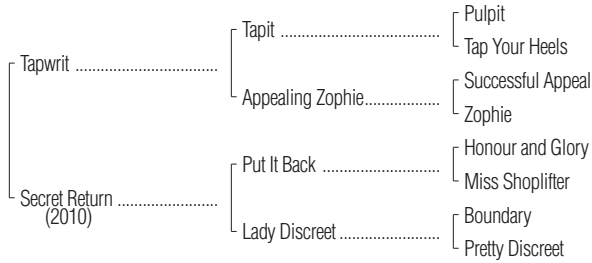 Pulpit
Tapit ..........................................
Tap Your Heels
Tapwrit ......................................
Successful Appeal
Appealing Zophie....................
Zophie
Honour and Glory
Put It Back ...............................
Miss Shoplifter
Secret Return ..........................
(2010)
Boundary
Lady Discreet ..........................
Pretty Discreet